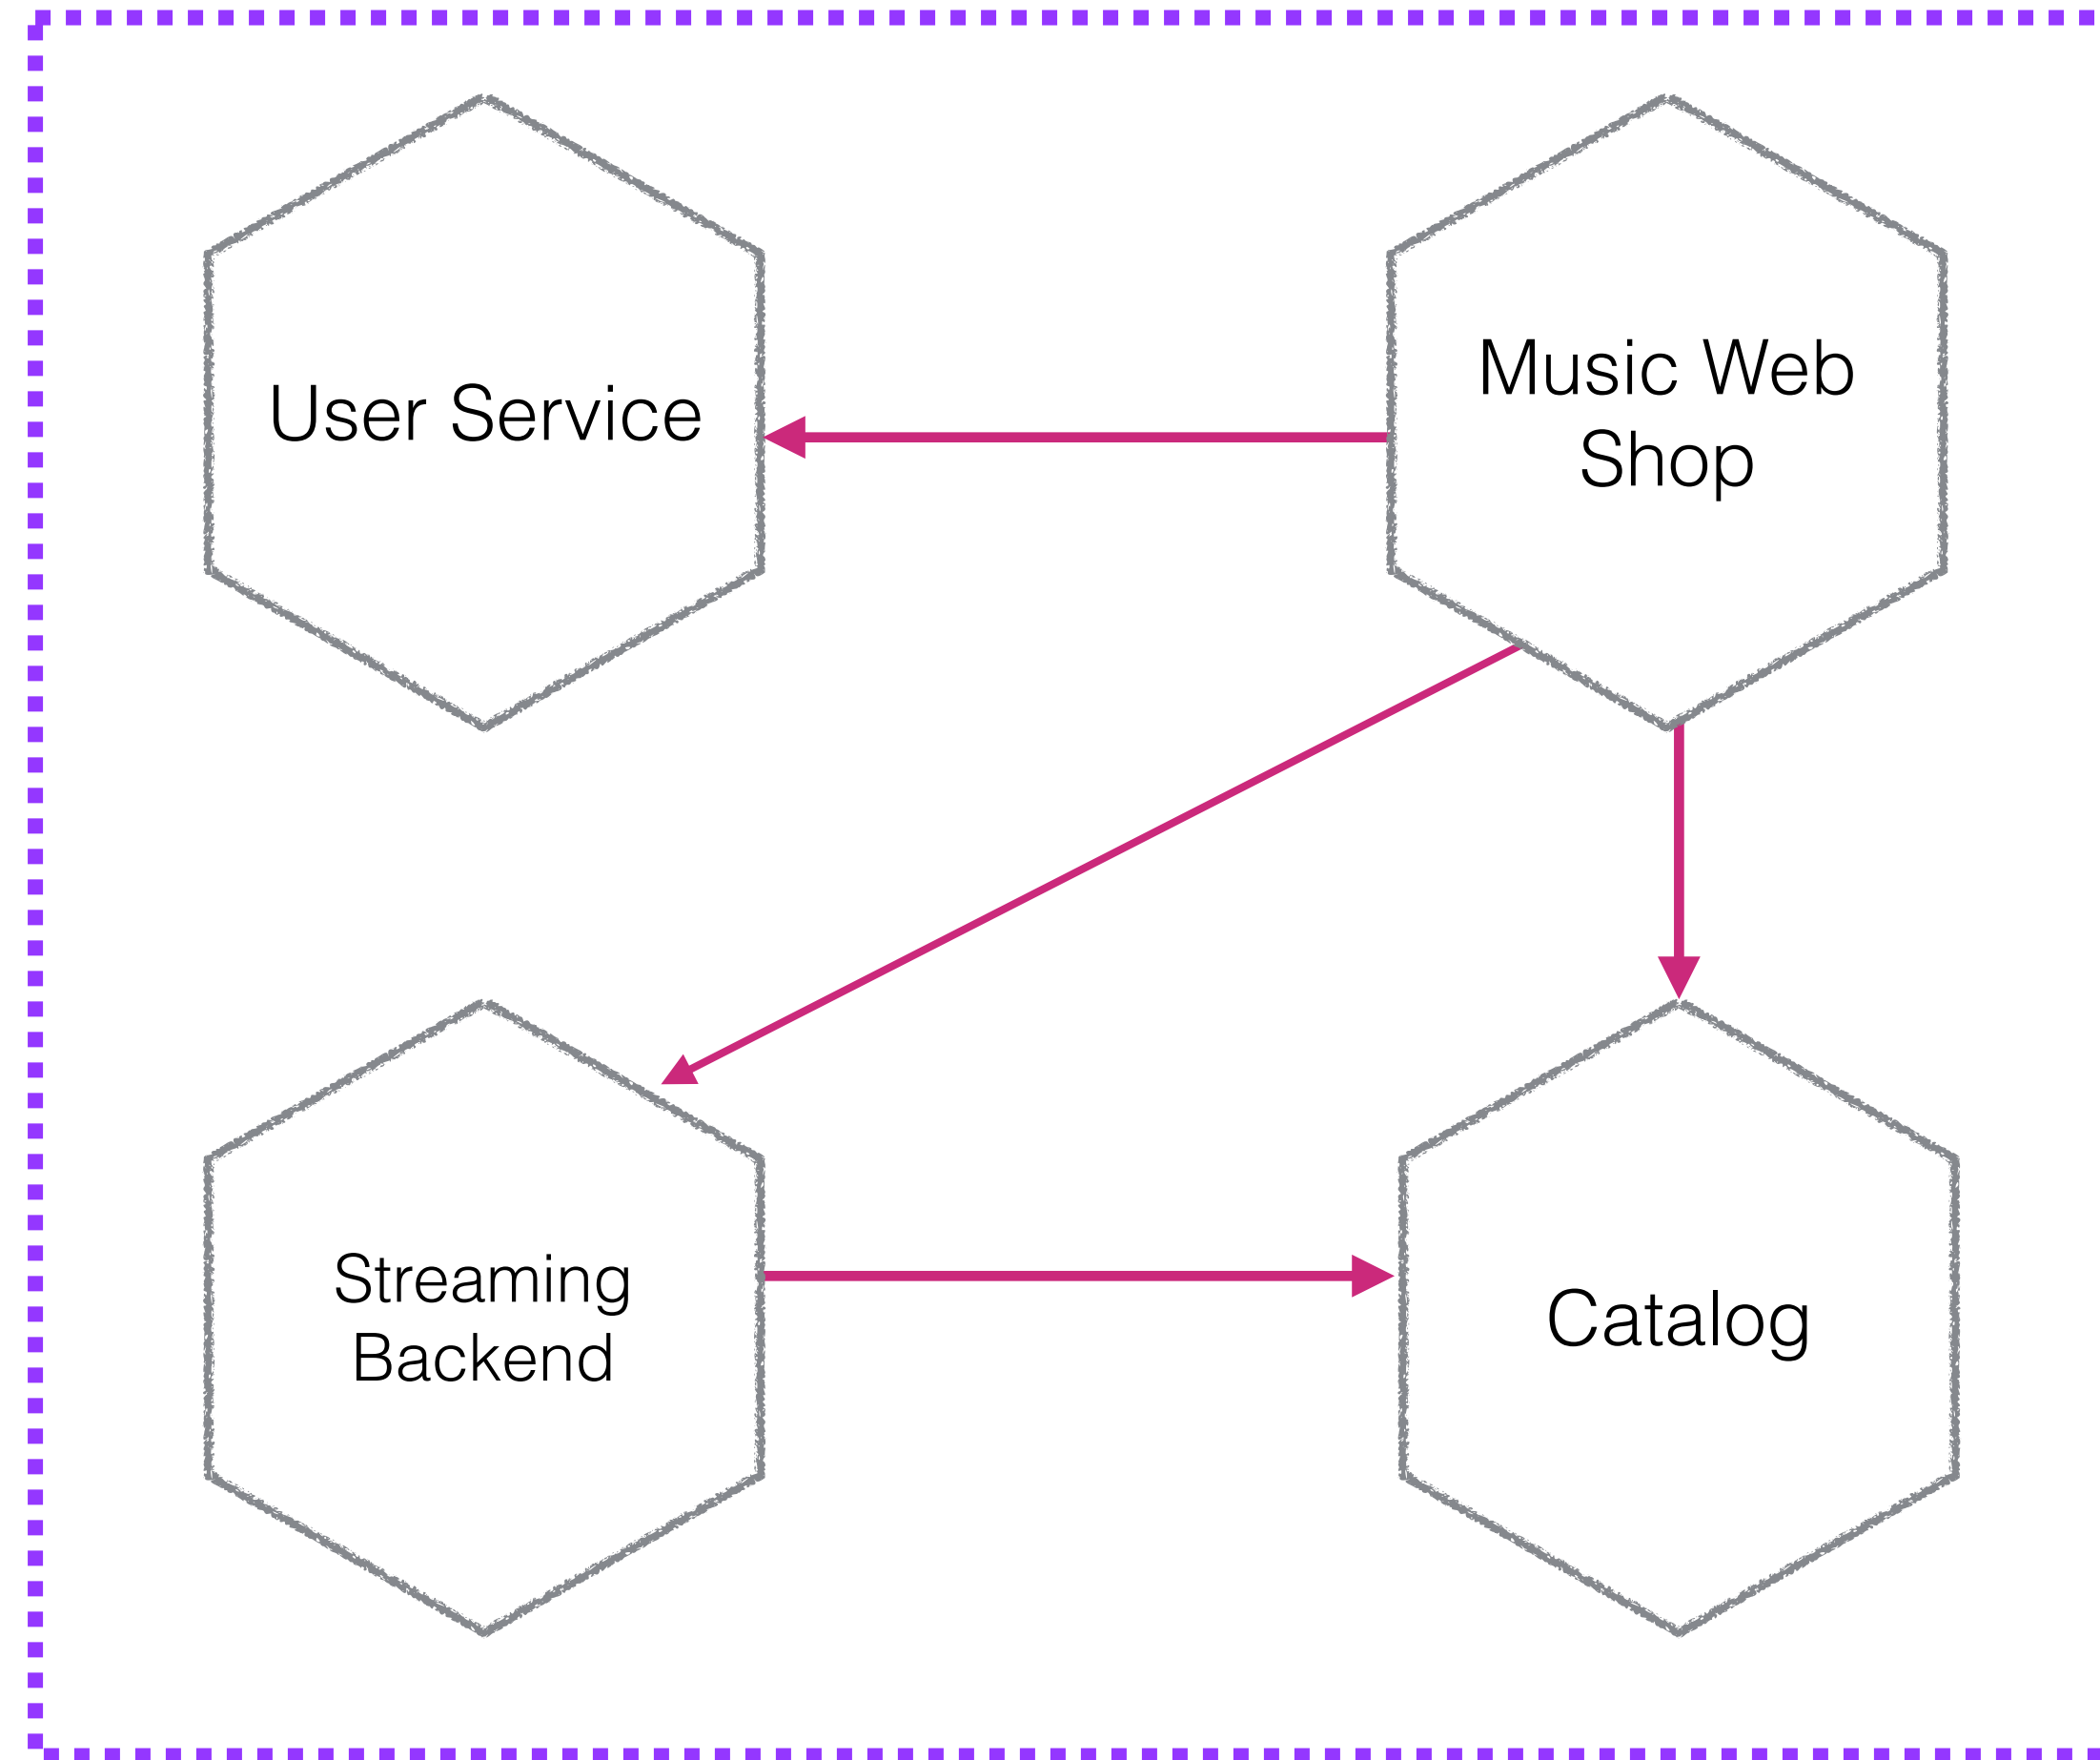 User Service
Music Web
Shop
Streaming
Backend
Catalog